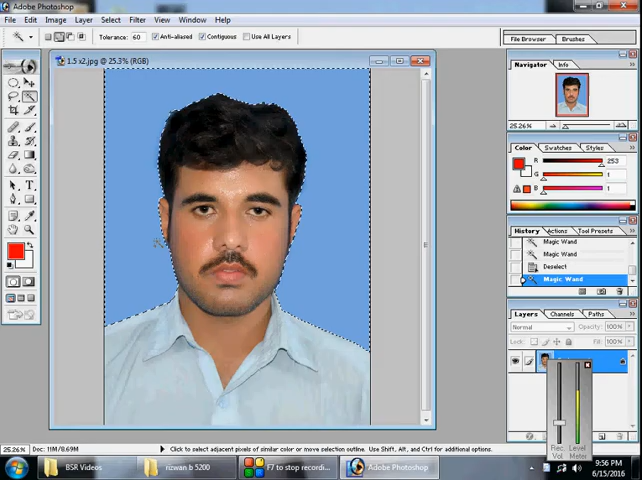 Adobe Photoshop
File Edit Image Layer Select Filter View Window Help
Tolerance: 60 Anti-aliased Contiguous Use All Layers
File Browser Brushes
1.5 x2.jpg @ 25.3% (RGB)
Navigator Info
25.26%
Color Swatches Styles
R 253
G 1
B 1
History Actions Tool Presets
Magic Wand
Magic Wand
Deselect
Magic Wand
Layers Channels Paths
Normal Opacity: 100%
Lock: Fill: 100%
Rec. Vol Level Meter
25.26% Doc: 11M/8.69M Click to select adjacent pixels of similar color or move selection outline. Use Shift, Alt, and Ctrl for additional options.
BSR Videos rizwan b 5200 F7 to stop recordi... Adobe Photoshop
9:56 PM
6/15/2016